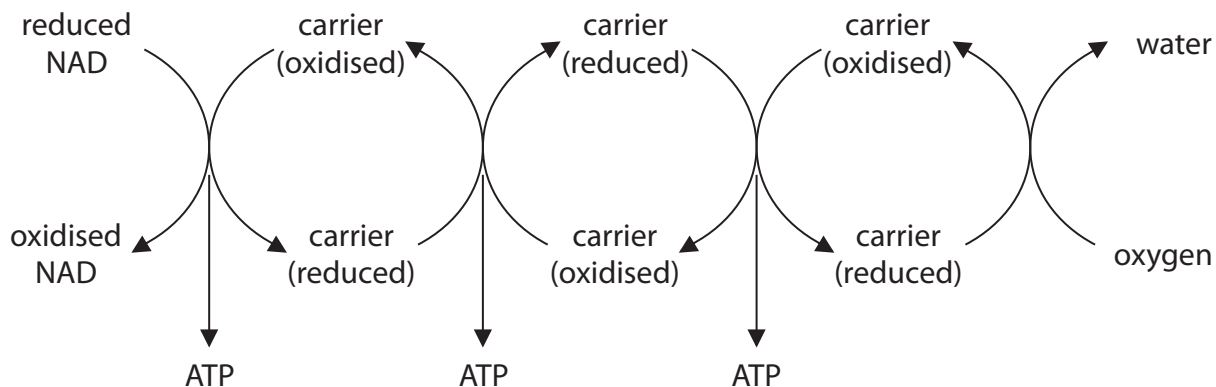 reduced
NAD
carrier
(oxidised)
carrier
(reduced)
carrier
(oxidised)
water
oxidised
NAD
carrier
(reduced)
carrier
(oxidised)
carrier
(reduced)
oxygen
ATP
ATP
ATP